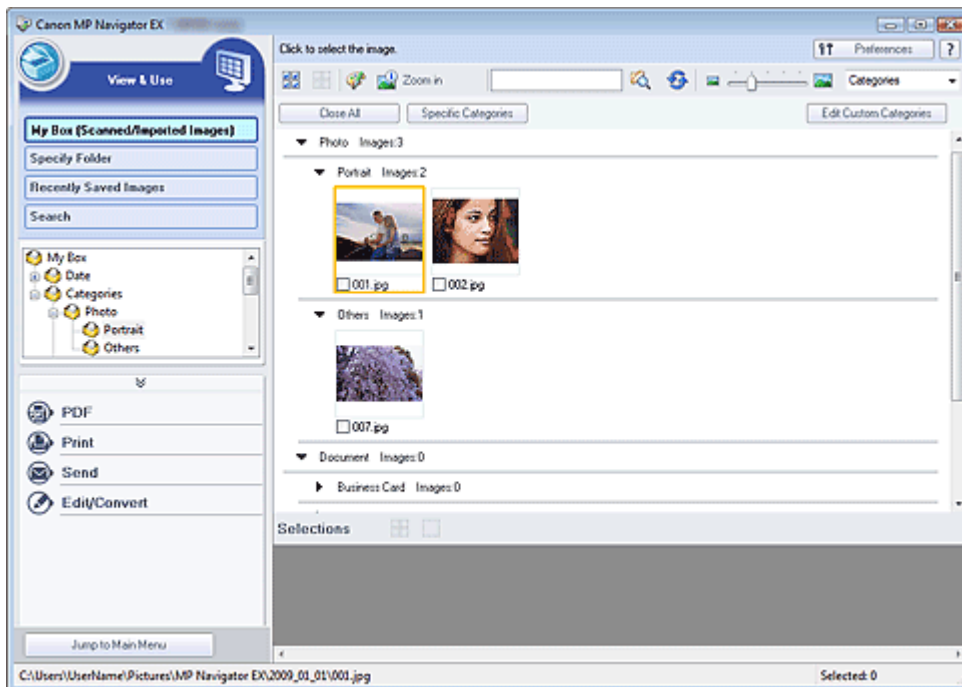 Canon MP Navigator EX
View & Use
My Box (Scanned/Imported Images)
Specify Folder
Recently Saved Images
Search
My Box
Date
Categories
Photo
Portrait
Others
PDF
Print
Send
Edit/Convert
Jump to Main Menu
Click to select the image.
Preferences
?
Zoom in
Categories
Close All
Specific Categories
Edit Custom Categories
Photo Images:3
Portrait Images:2
001.jpg
002.jpg
Others Images:1
007.jpg
Document Images:0
Business Card Images:0
Selections
C:\Users\UserName\Pictures\MP Navigator EX\2009_01_01\001.jpg
Selected: 0